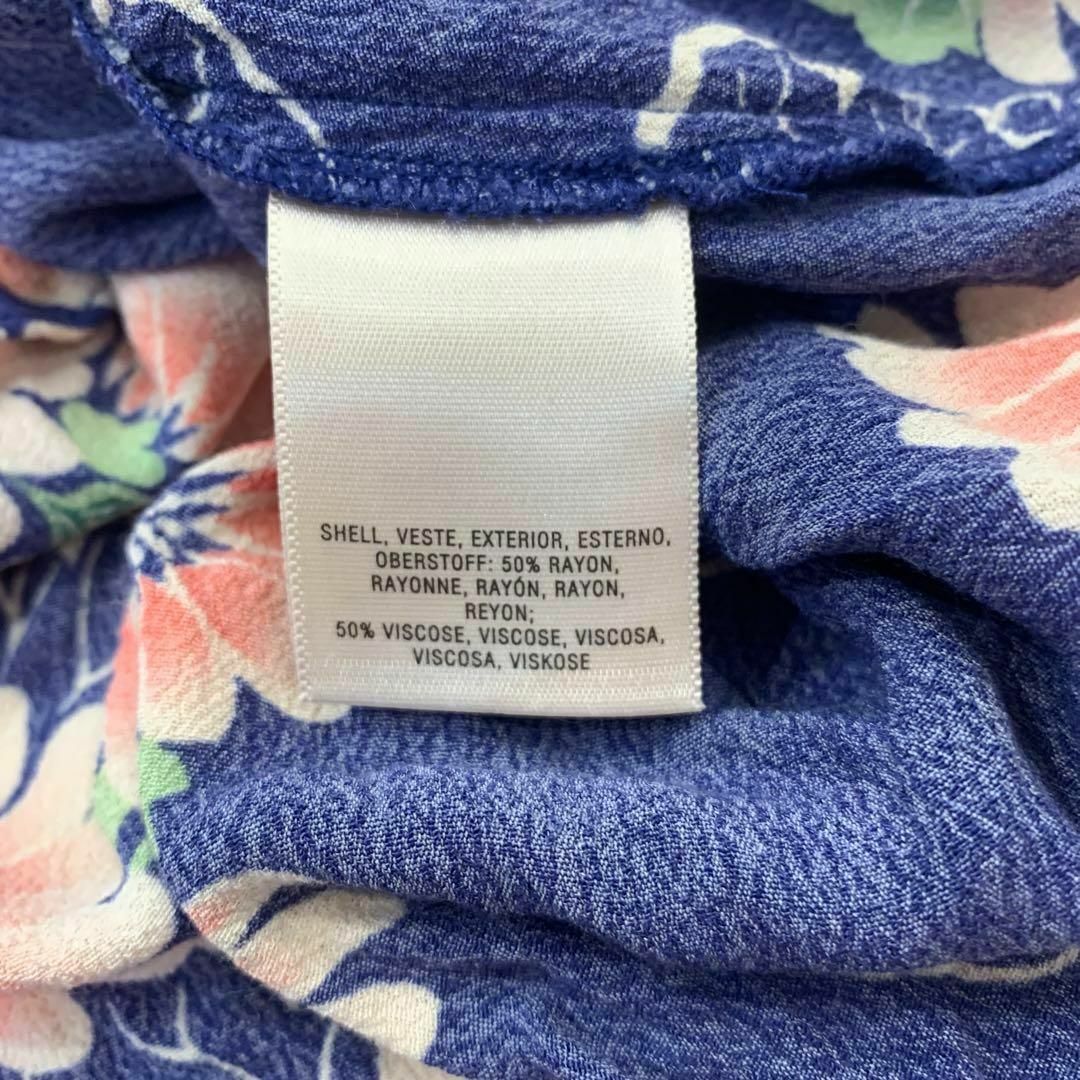 SHELL, VESTE, EXTERIOR, ESTERNO,
OBERSTOFF: 50% RAYON,
RAYONNE, RAYÓN, RAYON,
REYON;
50% VISCOSE, VISCOSE, VISCOSA,
VISCOSA, VISKOSE